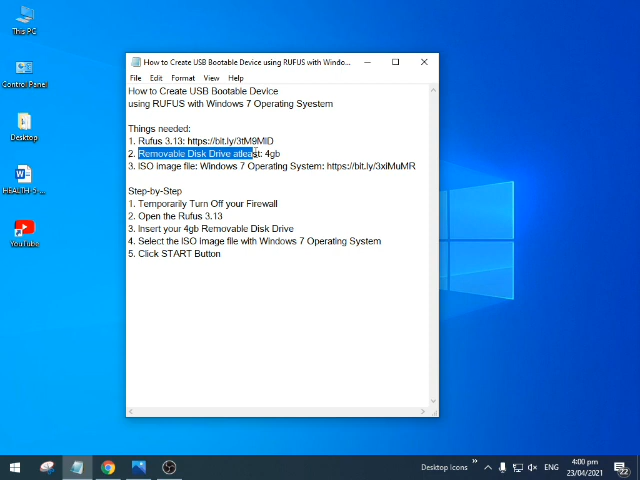 This PC
Control Panel
Desktop
HEALTH_5_...
YouTube
How to Create USB Bootable Device using RUFUS with Windo...
File Edit Format View Help
How to Create USB Bootable Device
using RUFUS with Windows 7 Operating Syestem
Things needed:
1. Rufus 3.13: https://bit.ly/3tM9MlD
2. Removable Disk Drive atleast: 4gb
3. ISO image file: Windows 7 Operating System: https://bit.ly/3xlMuMR
Step-by-Step
1. Temporarily Turn Off your Firewall
2. Open the Rufus 3.13
3. Insert your 4gb Removable Disk Drive
4. Select the ISO image file with Windows 7 Operating System
5. Click START Button
Desktop Icons
ENG
4:00 pm
23/04/2021
22